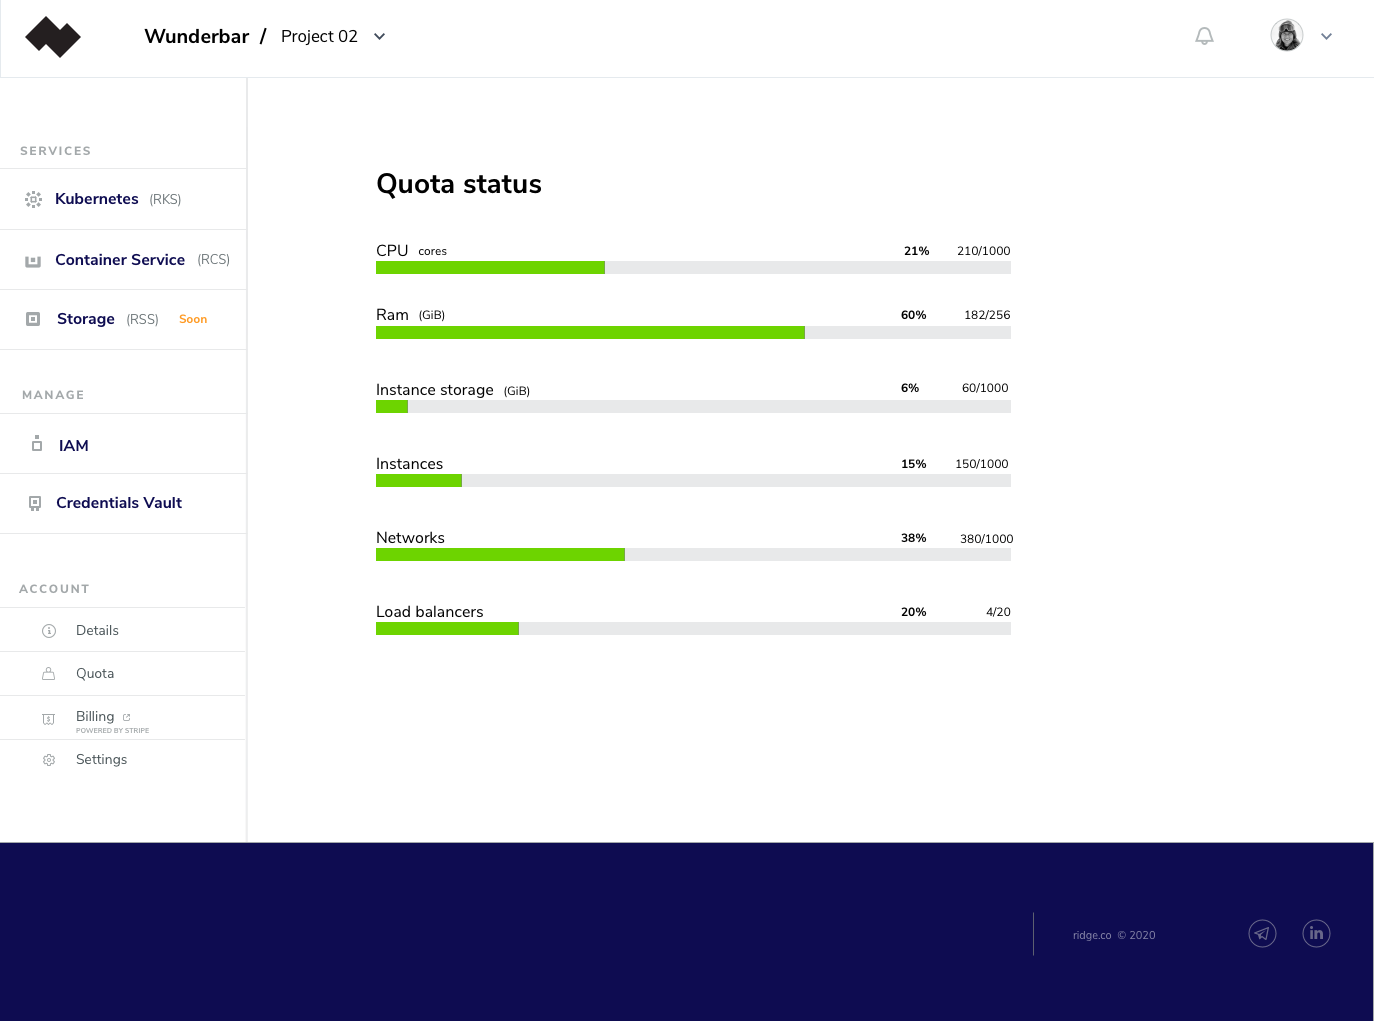 Wunderbar / Project 02
SERVICES
Kubernetes (RKS)
Container Service (RCS)
Storage (RSS) Soon
MANAGE
IAM
Credentials Vault
ACCOUNT
Details
Quota
Billing
POWERED BY STRIPE
Settings
Quota status
CPU cores 21% 210/1000
Ram (GiB) 60% 182/256
Instance storage (GiB) 6% 60/1000
Instances 15% 150/1000
Networks 38% 380/1000
Load balancers 20% 4/20
ridge.co © 2020
in